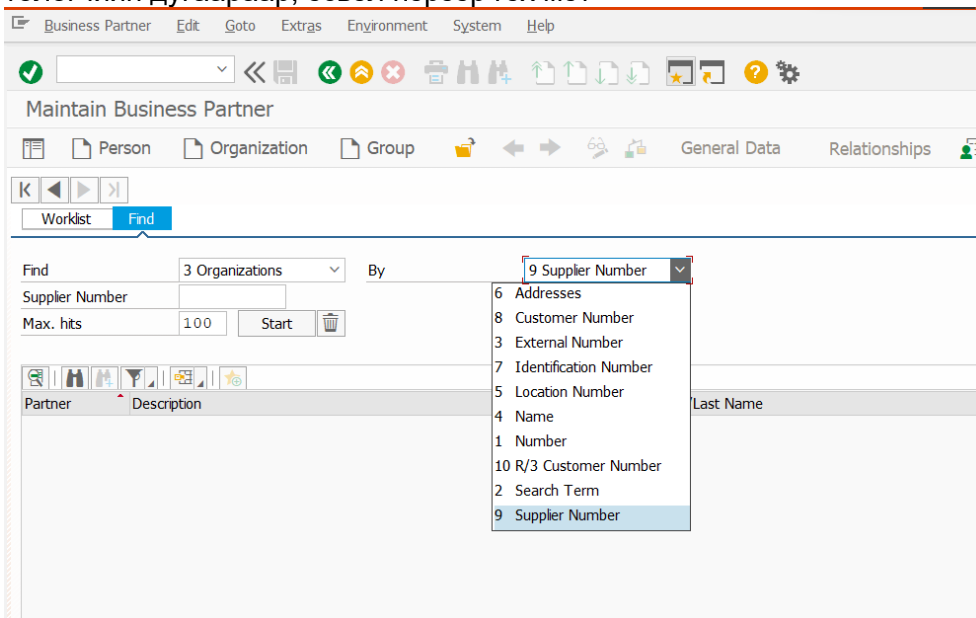 Business Partner Edit Goto Extras Environment System Help
Maintain Business Partner
Person Organization Group General Data Relationships
Worklist Find
Find 3 Organizations By 9 Supplier Number
Supplier Number
Max. hits 100 Start
6 Addresses
8 Customer Number
3 External Number
7 Identification Number
5 Location Number
4 Name
1 Number
10 R/3 Customer Number
2 Search Term
9 Supplier Number
Partner Description /Last Name